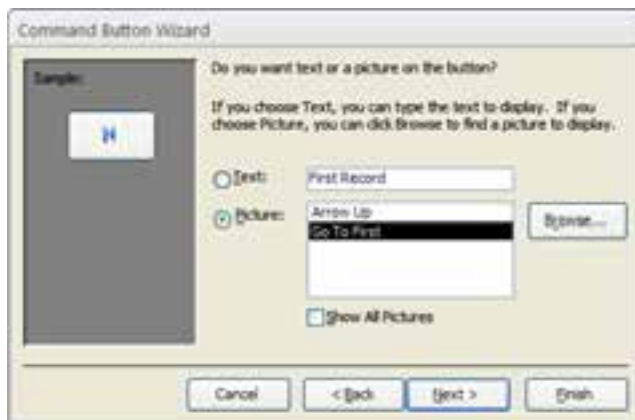 Command Button Wizard
Sample:
Do you want text or a picture on the button?
If you choose Text, you can type the text to display. If you
choose Picture, you can click Browse to find a picture to display.
Text:
First Record
Picture:
Arrow Up
Go To First
Browse...
Show All Pictures
Cancel
< Back
Next >
Finish